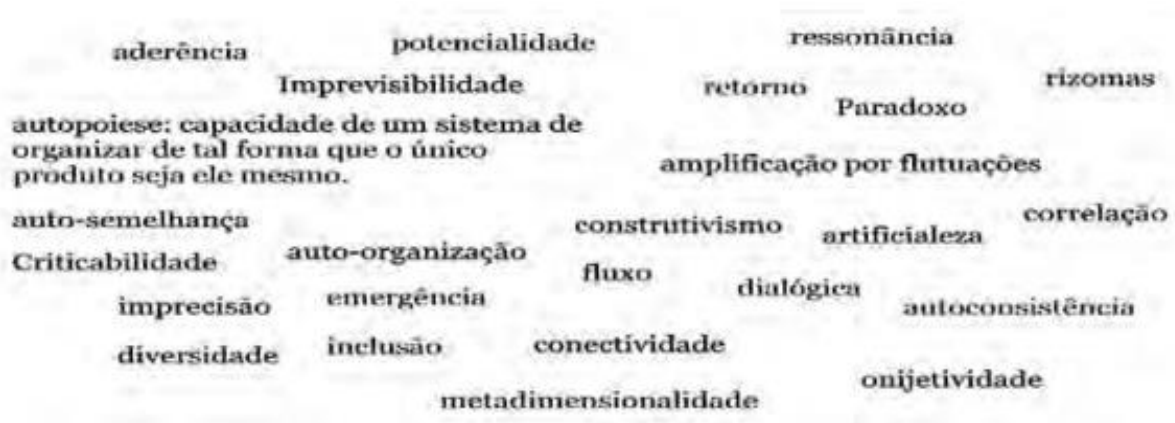 aderência
potencialidade
ressonância
Imprevisibilidade
retorno
rizomas
Paradoxo
autopoiese: capacidade de um sistema de
organizar de tal forma que o único
produto seja ele mesmo.
amplificação por flutuações
auto-semelhança
construtivismo
artificialeza
correlação
Criticabilidade
auto-organização
fluxo
dialógica
imprecisão
emergência
autoconsistência
diversidade
inclusão
conectividade
onijetividade
metadimensionalidade